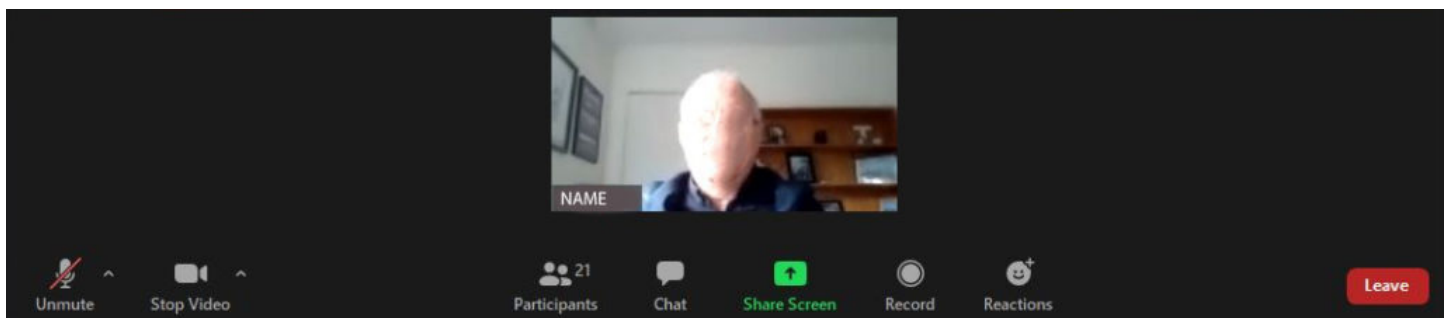 NAME
21
Unmute
Stop Video
Participants
Chat
Share Screen
Record
Reactions
Leave